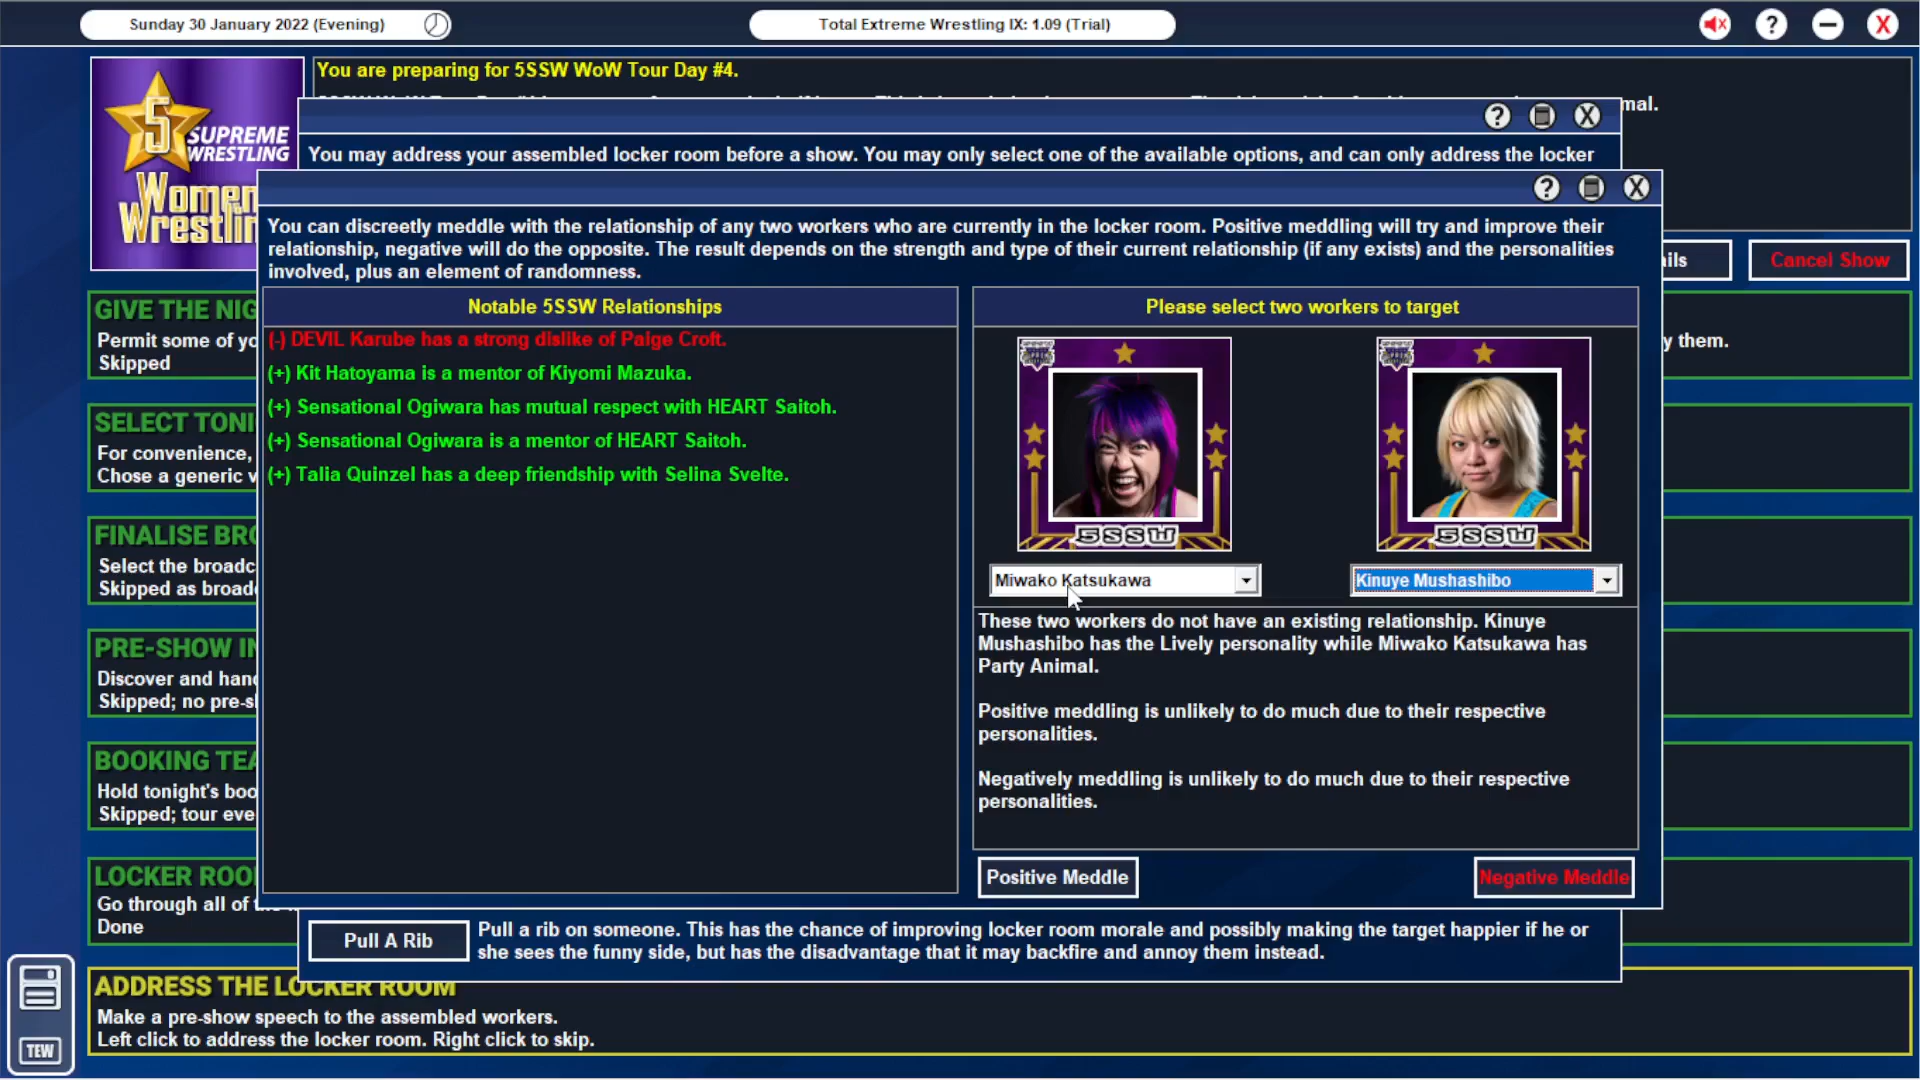 Sunday 30 January 2022 (Evening)
Total Extreme Wrestling IX: 1.09 (Trial)
You are preparing for 5SSW WoW Tour Day #4.
mal.
5 SUPREME
WRESTLING
You may address your assembled locker room before a show. You may only select one of the available options, and can only address the locker
You can discreetly meddle with the relationship of any two workers who are currently in the locker room. Positive meddling will try and improve their
relationship, negative will do the opposite. The result depends on the strength and type of their current relationship (if any exists) and the personalities
involved, plus an element of randomness.
Cancel Show
Notable 5SSW Relationships
(-) DEVIL Karube has a strong dislike of Paige Croft.
(+) Kit Hatoyama is a mentor of Kiyomi Mazuka.
(+) Sensational Ogiwara has mutual respect with HEART Saitoh.
(+) Sensational Ogiwara is a mentor of HEART Saitoh.
(+) Talia Quinzel has a deep friendship with Selina Svelte.
Please select two workers to target
5SSW
5SSW
Miwako Katsukawa
Kinuye Mushashibo
These two workers do not have an existing relationship. Kinuye
Mushashibo has the Lively personality while Miwako Katsukawa has
Party Animal.
Positive meddling is unlikely to do much due to their respective
personalities.
Negatively meddling is unlikely to do much due to their respective
personalities.
Positive Meddle
Negative Meddle
GIVE THE NIG
Permit some of yo
y them.
Skipped
SELECT TONI
For convenience,
Chose a generic v
FINALISE BRO
Select the broadc
Skipped as broad
PRE-SHOW IN
Discover and hand
Skipped; no pre-s
BOOKING TEA
Hold tonight's boo
Skipped; tour eve
LOCKER ROO
Go through all of
Done
Pull A Rib
Pull a rib on someone. This has the chance of improving locker room morale and possibly making the target happier if he or
she sees the funny side, but has the disadvantage that it may backfire and annoy them instead.
ADDRESS THE LOCKER ROOM
Make a pre-show speech to the assembled workers.
Left click to address the locker room. Right click to skip.
TEW